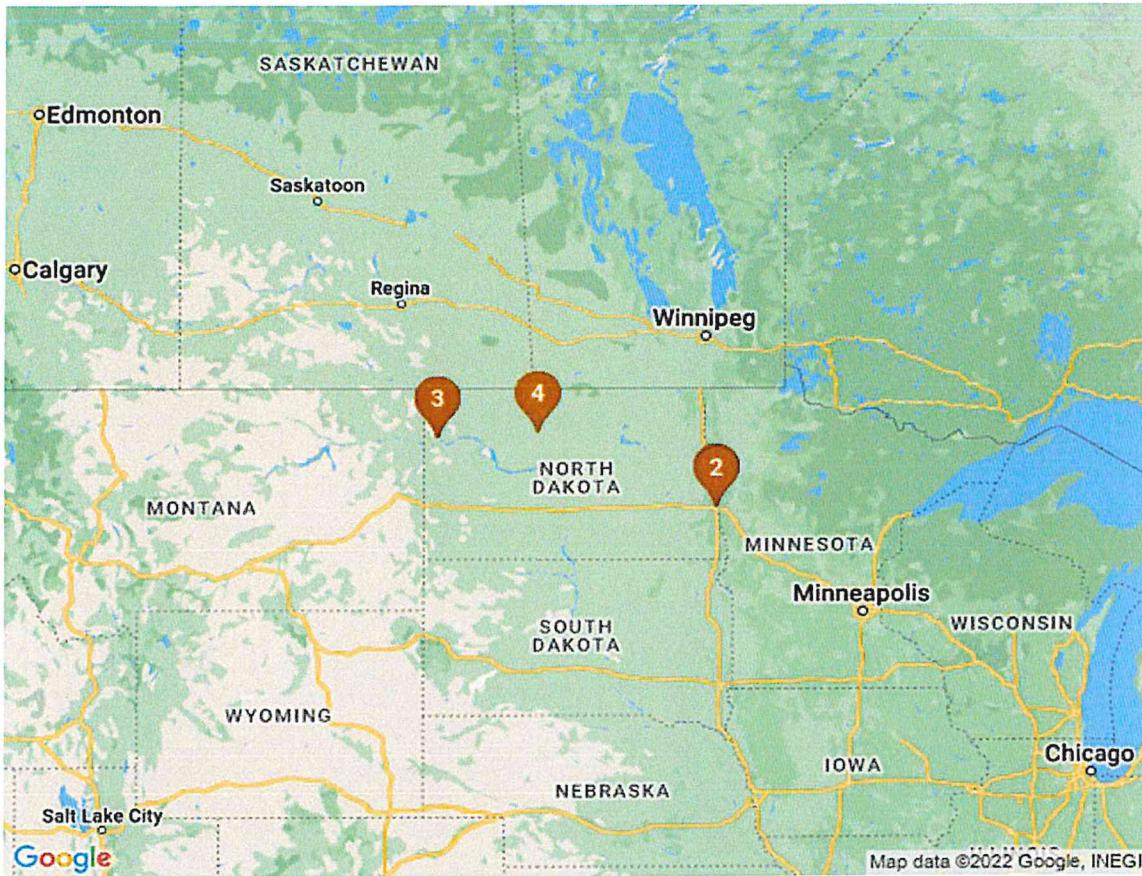 SASKATCHEWAN
Edmonton
Saskatoon
Calgary
Regina
Winnipeg
3
4
2
NORTH
DAKOTA
MONTANA
MINNESOTA
Minneapolis
WISCONSIN
SOUTH
DAKOTA
WYOMING
Chicago
IOWA
NEBRASKA
Salt Lake City
Google
Map data ©2022 Google, INEGI